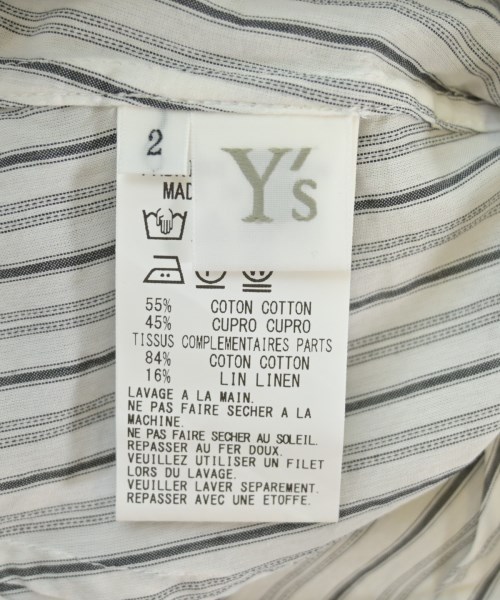 2
Y's
MAD
55% COTON COTTON
45% CUPRO CUPRO
TISSUS COMPLEMENTAIRES PARTS
84% COTON COTTON
16% LIN LINEN
LAVAGE A LA MAIN.
NE PAS FAIRE SECHER A LA
MACHINE.
NE PAS FAIRE SECHER AU SOLEIL.
REPASSER AU FER DOUX.
VEUILLEZ UTILISER UN FILET
LORS DU LAVAGE.
VEUILLER LAVER SEPAREMENT.
REPASSER AVEC UNE ETOFFE.